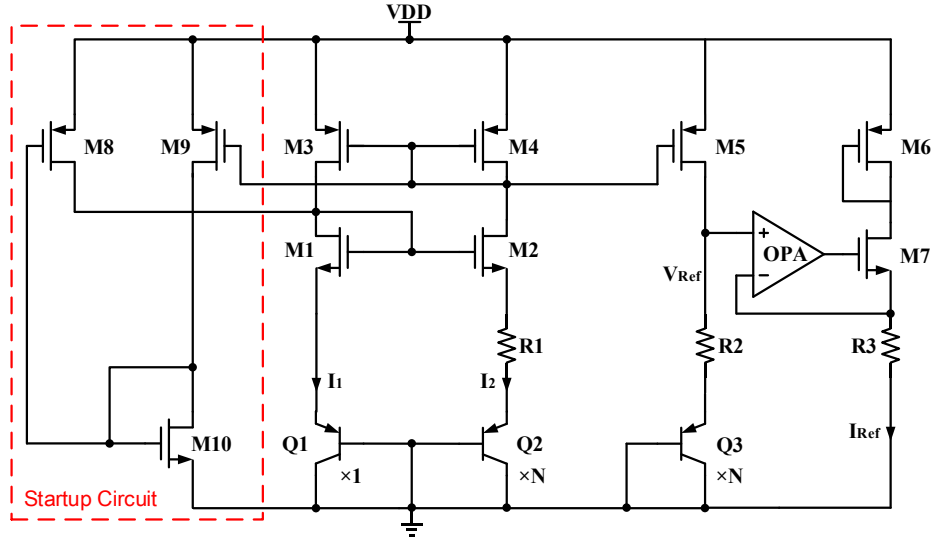 VDD
M8
M9
M3
M4
M5
M6
M1
M2
+
OPA
−
M7
VRef
R1
R2
R3
I1
I2
M10
Q1
Q2
Q3
IRef
×1
×N
×N
Startup Circuit